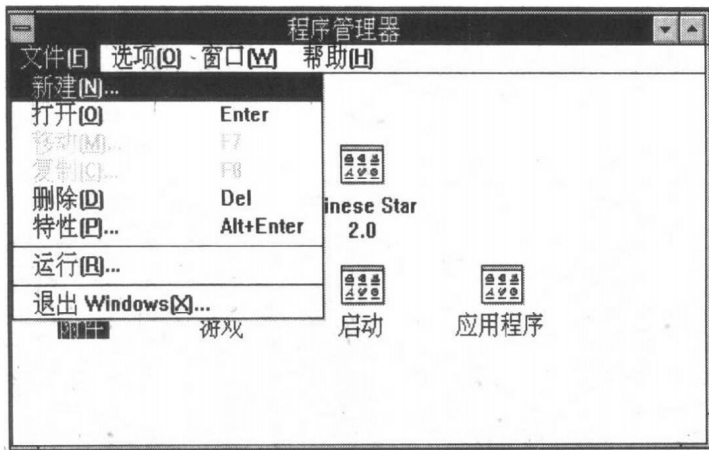 程序管理器
文件(F) 选项(O) 窗口(W) 帮助(H)
新建(N)...
打开(O) Enter
移动(M)... F7
复制(C)... F8
删除(D) Del
特性(P)... Alt+Enter
运行(R)...
退出 Windows(X)...
inese Star
2.0
附件 游戏 启动 应用程序